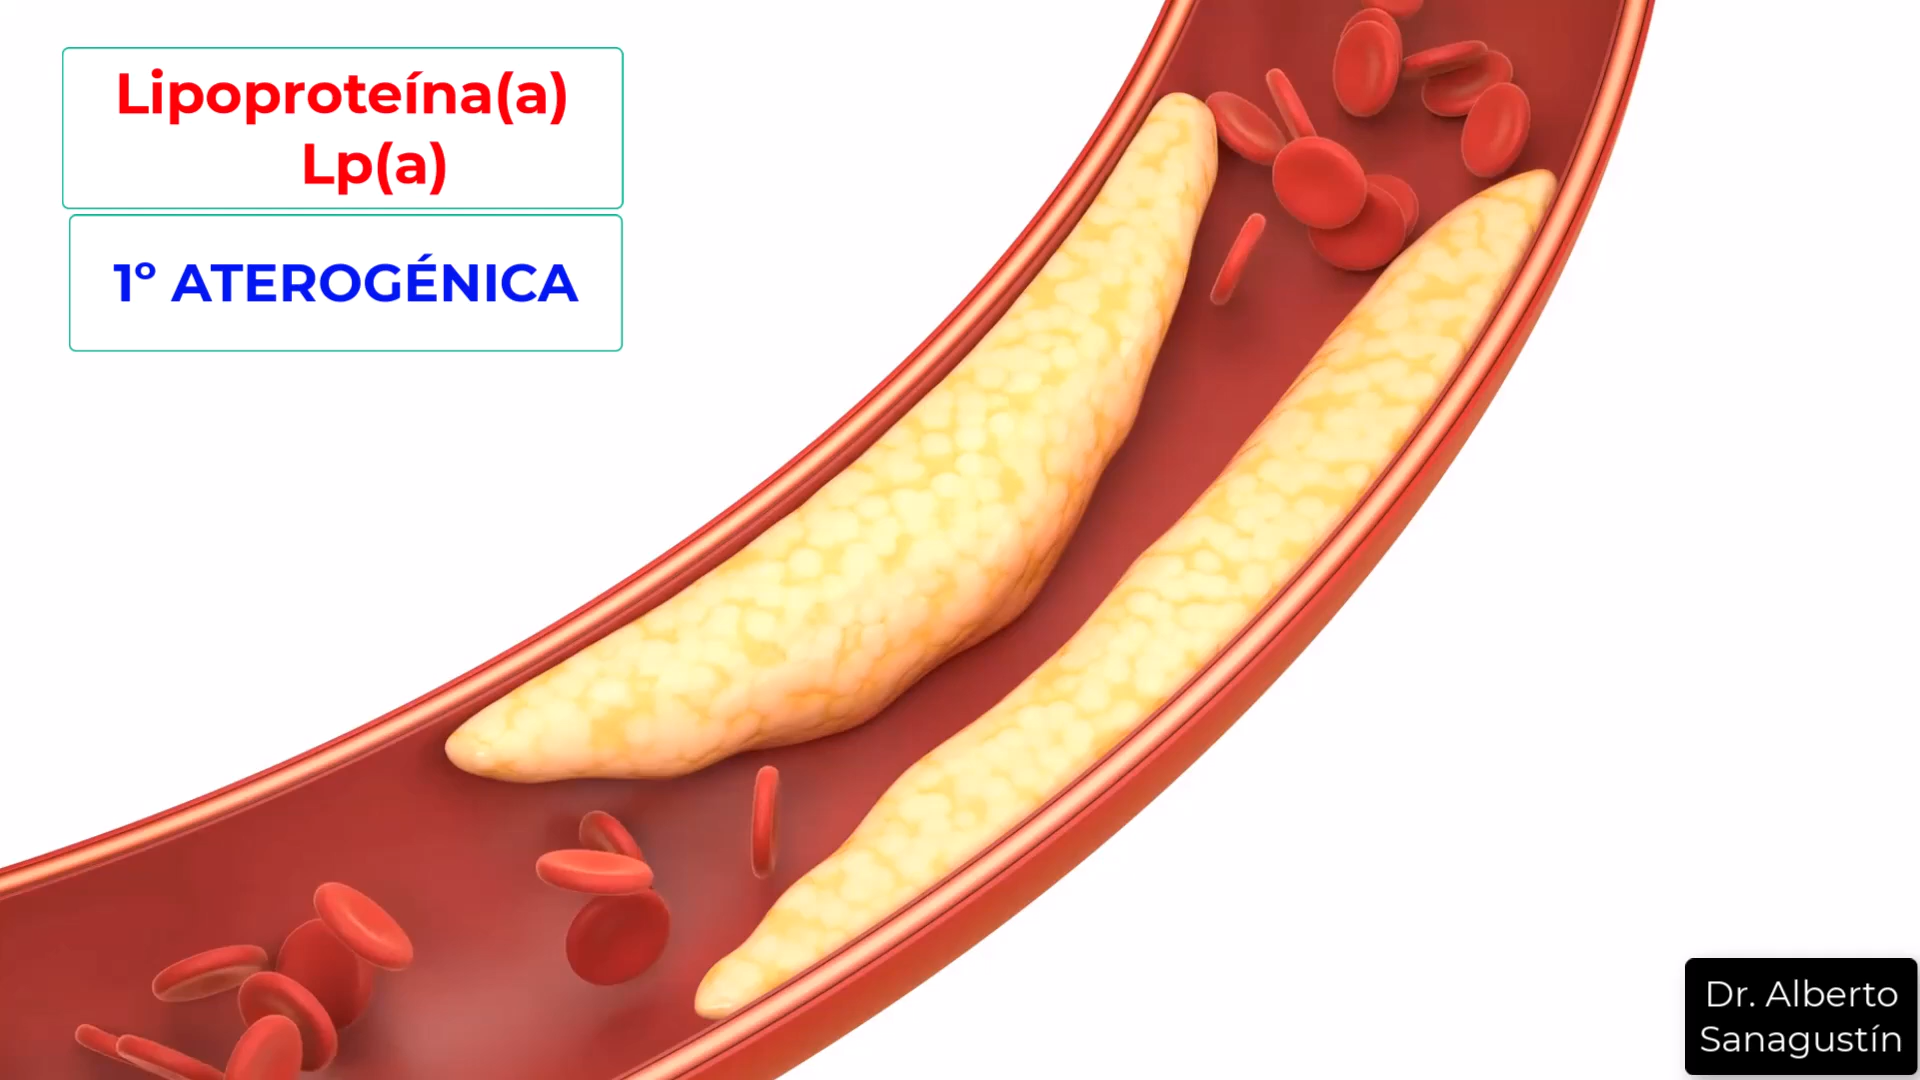 Lipoproteína(a)
Lp(a)
1º ATEROGÉNICA
Dr. Alberto
Sanagustín